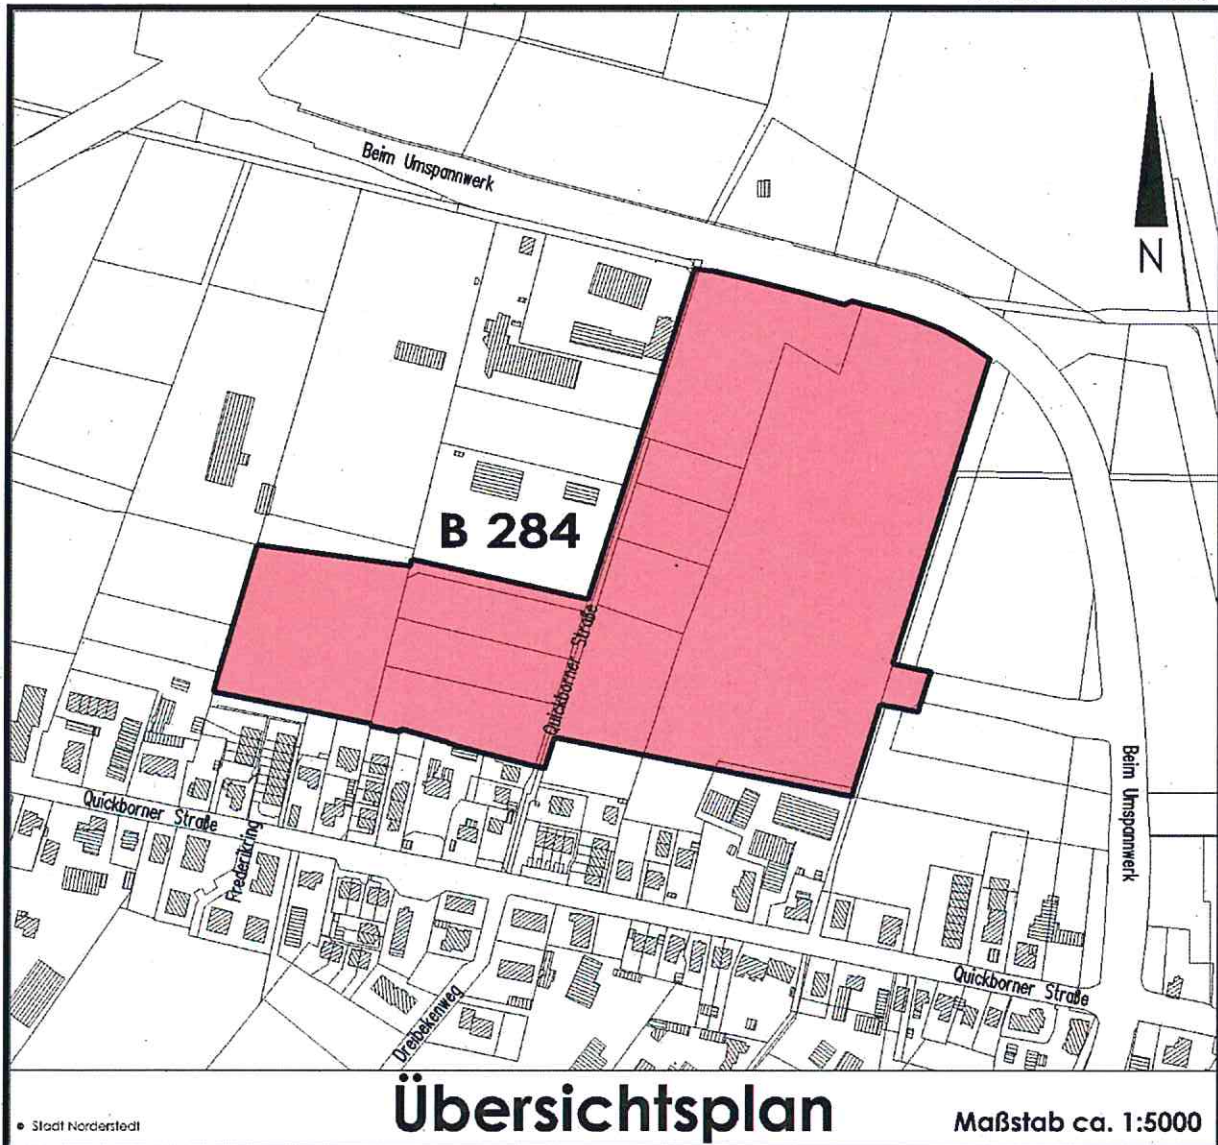 Beim Umspannwerk
N
B 284
Quickborner Straße
Beim Umspannwerk
Quickborner Straße
Frederikring
Quickborner Straße
Dreibekenweg
Übersichtsplan
© Stadt Norderstedt
Maßstab ca. 1:5000